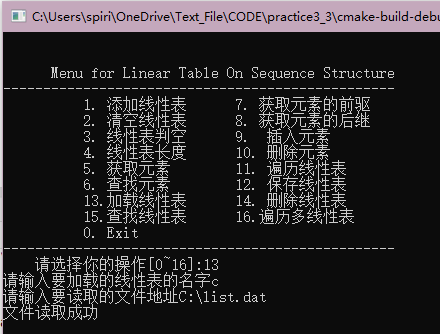 C:\Users\spiri\OneDrive\Text_File\CODE\practice3_3\cmake-build-deb
Menu for Linear Table On Sequence Structure
-------------------------------------------------
1. 添加线性表 7. 获取元素的前驱
2. 清空线性表 8. 获取元素的后继
3. 线性表判空 9. 插入元素
4. 线性表长度 10. 删除元素
5. 获取元素 11. 遍历线性表
6. 查找元素 12. 保存线性表
13.加载线性表 14. 删除线性表
15.查找线性表 16.遍历多线性表
0. Exit
-------------------------------------------------
请选择你的操作[0~16]:13
请输入要加载的线性表的名字c
请输入要读取的文件地址C:\list.dat
文件读取成功